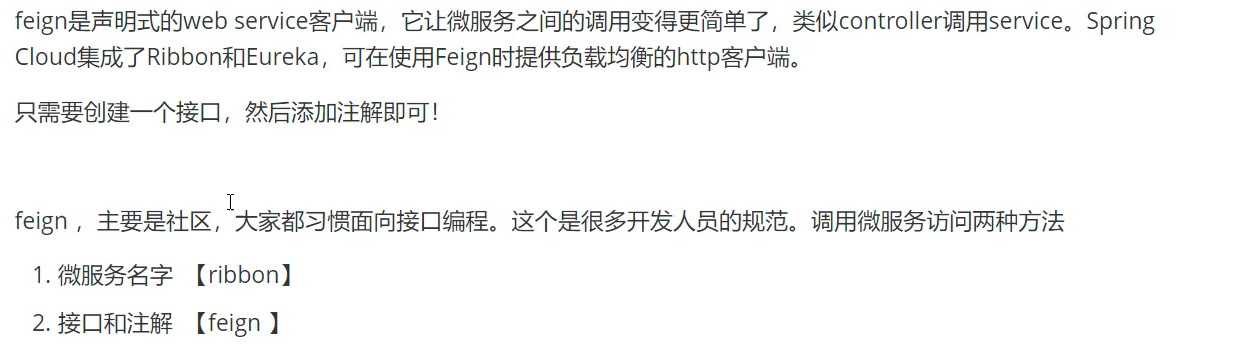 feign是声明式的web service客户端，它让微服务之间的调用变得更简单了，类似controller调用service。Spring
Cloud集成了Ribbon和Eureka，可在使用Feign时提供负载均衡的http客户端。
只需要创建一个接口，然后添加注解即可！
feign ，主要是社区，大家都习惯面向接口编程。这个是很多开发人员的规范。调用微服务访问两种方法
1. 微服务名字 【ribbon】
2. 接口和注解 【feign 】